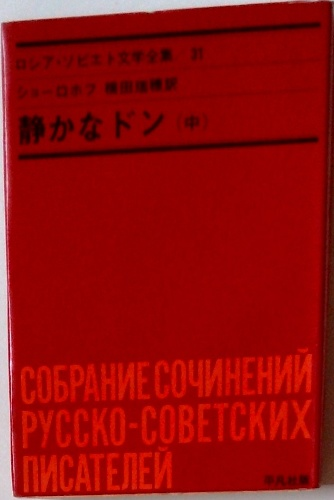 ロシア・ソビエト文学全集 31
ショーロホフ 横田瑞穂訳
静かなドン (中)
СОБРАНИЕ СОЧИНЕНИЙ
РУССКО-СОВЕТСКИХ
ПИСАТЕЛЕЙ
平凡社版